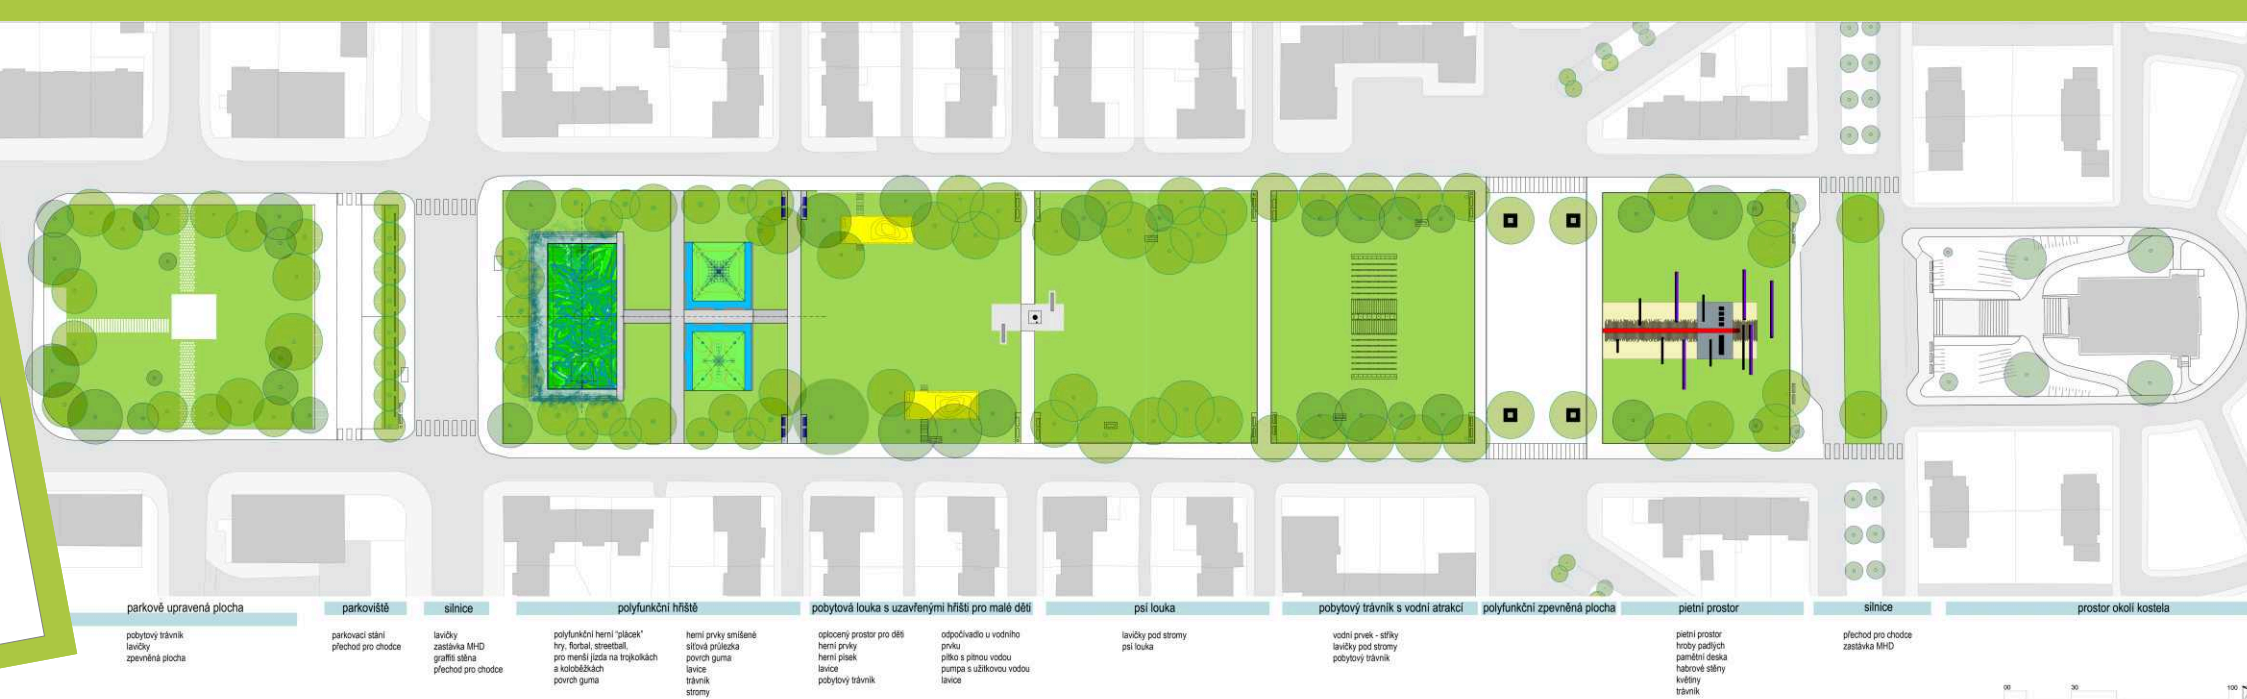 parkově upravená plocha
pobytový trávník
lavičky
zpevněná plocha
parkoviště
parkovací stání
přechod pro chodce
silnice
lavičky
zastávka MHD
graffiti stěna
přechod pro chodce
polyfunkční hřiště
polyfunkční herní "plácek"
hry, florbal, streetball,
pro menší jízda na trojkolkách
a koloběžkách
povrch guma
herní prvky smíšené
síťová průlezka
povrch guma
lavice
trávník
stromy
pobytová louka s uzavřenými hřišti pro malé děti
oplocený prostor pro děti
herní prvky
herní písek
lavice
pobytový trávník
odpočívadlo u vodního
prvku
pítko s pitnou vodou
pumpa s užitkovou vodou
lavice
psí louka
lavičky pod stromy
psí louka
pobytový trávník s vodní atrakcí
vodní prvek - střiky
lavičky pod stromy
pobytový trávník
polyfunkční zpevněná plocha
pietní prostor
pietní prostor
hroby padlých
pamětní deska
habrové stěny
květiny
trávník
silnice
přechod pro chodce
zastávka MHD
prostor okolí kostela
100